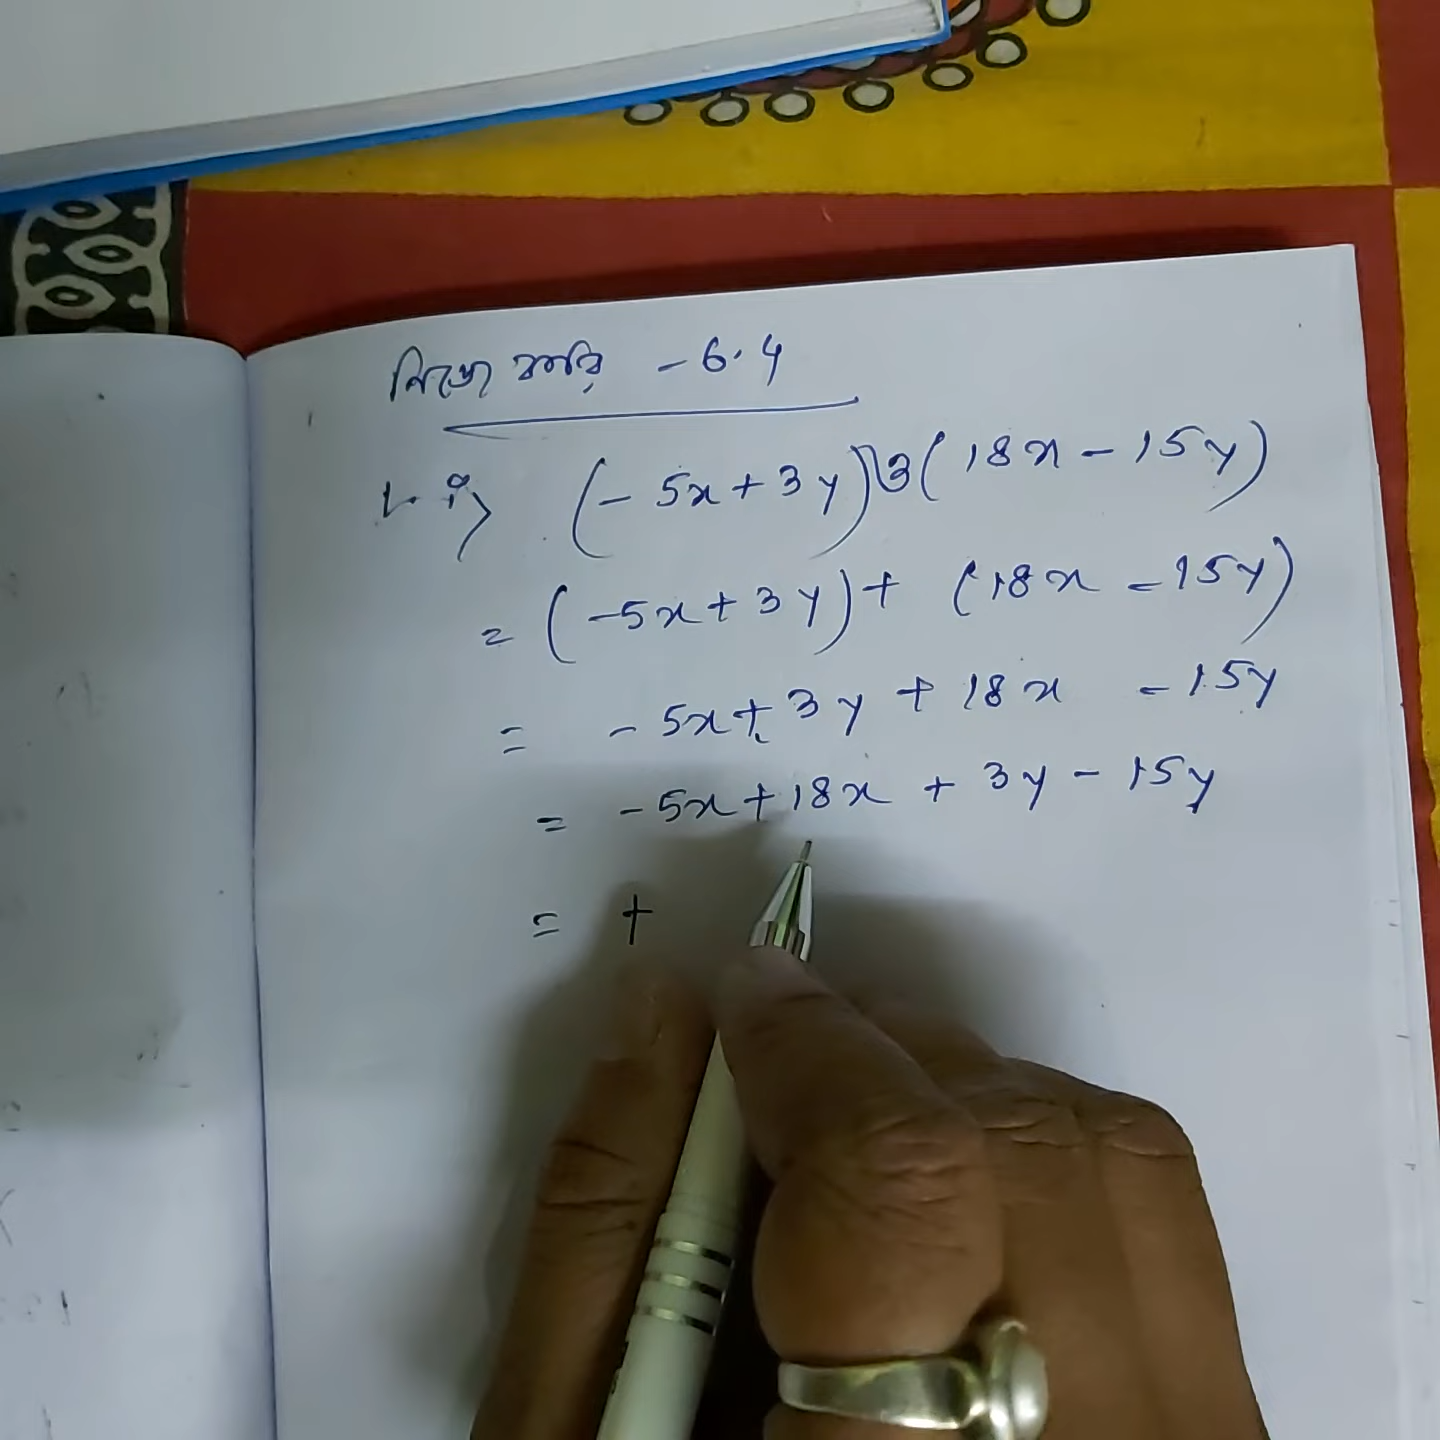 নিজে করি - 6.4
1. i) (- 5x + 3y) ও (18x - 15y)
= (-5x + 3y) + (18x - 15y)
= - 5x + 3y + 18x - 15y
= - 5x + 18x + 3y - 15y
= +